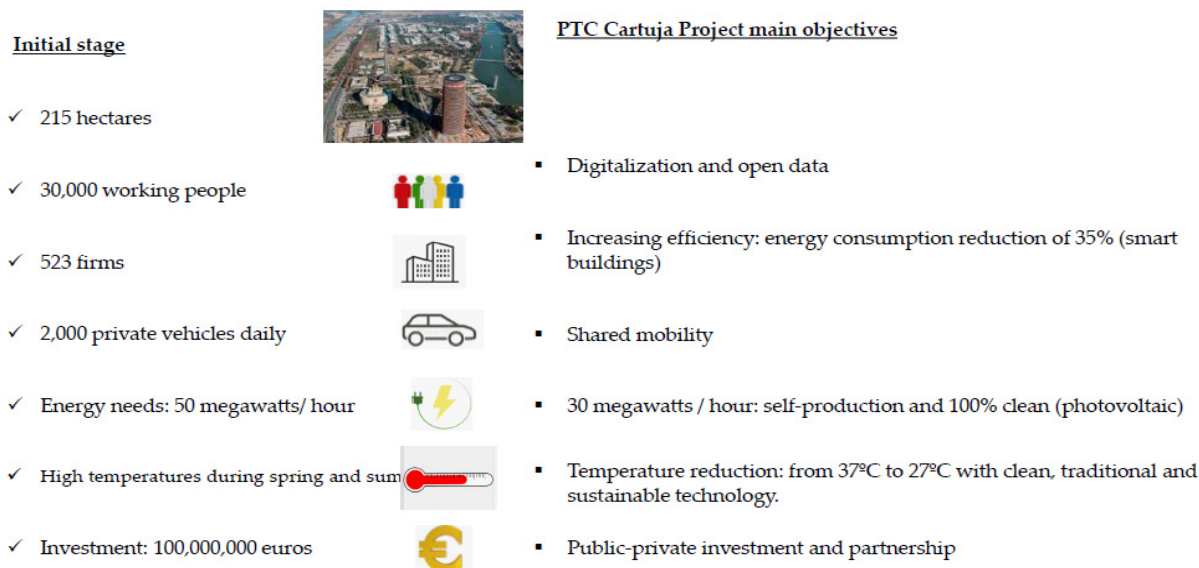 Initial stage
PTC Cartuja Project main objectives
215 hectares
30,000 working people
523 firms
2,000 private vehicles daily
Energy needs: 50 megawatts/ hour
High temperatures during spring and sum
Investment: 100,000,000 euros
Digitalization and open data
Increasing efficiency: energy consumption reduction of 35% (smart
buildings)
Shared mobility
30 megawatts / hour: self-production and 100% clean (photovoltaic)
Temperature reduction: from 37ºC to 27ºC with clean, traditional and
sustainable technology.
Public-private investment and partnership